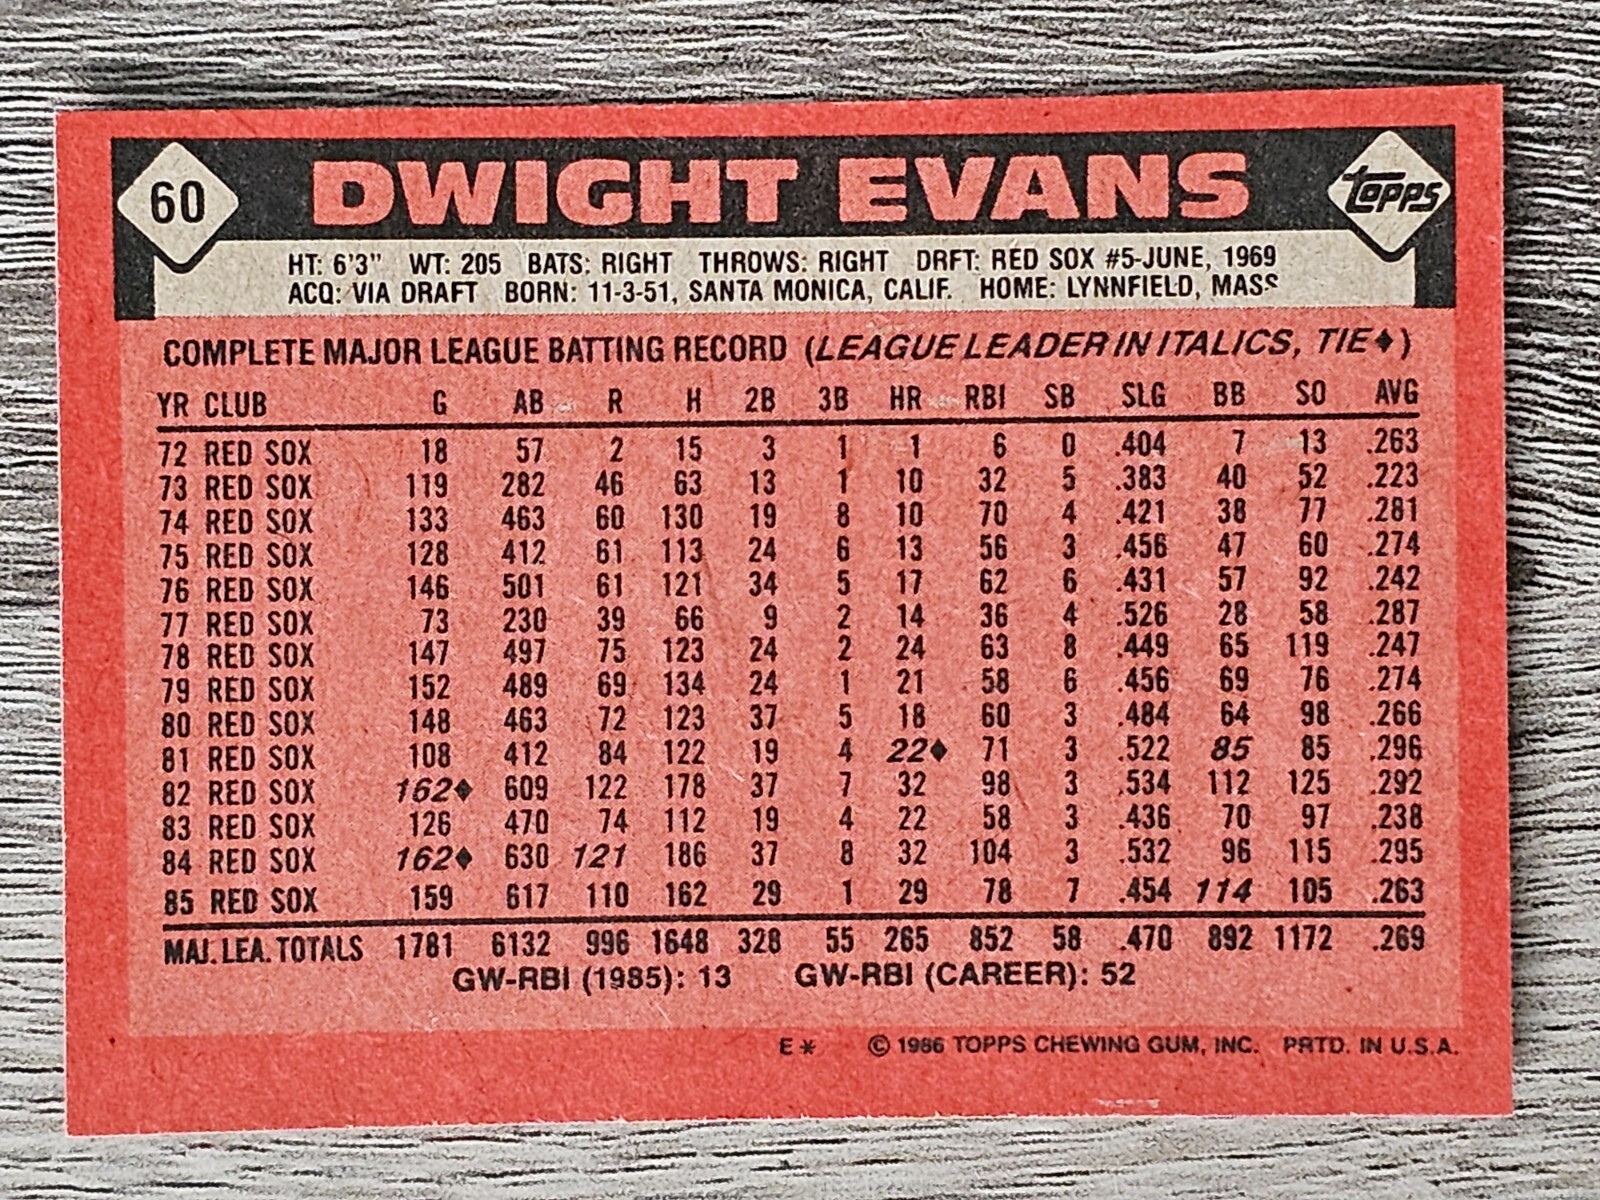 60 DWIGHT EVANS topps
HT: 6'3" WT: 205 BATS: RIGHT THROWS: RIGHT DRFT: RED SOX #5-JUNE, 1969
ACQ: VIA DRAFT BORN: 11-3-51, SANTA MONICA, CALIF. HOME: LYNNFIELD, MASS
COMPLETE MAJOR LEAGUE BATTING RECORD (LEAGUE LEADER IN ITALICS, TIE♦)
YR CLUB G AB R H 2B 3B HR RBI SB SLG BB SO AVG
72 RED SOX 18 57 2 15 3 1 1 6 0 .404 7 13 .263
73 RED SOX 119 282 46 63 13 1 10 32 5 .383 40 52 .223
74 RED SOX 133 463 60 130 19 8 10 70 4 .421 38 77 .281
75 RED SOX 128 412 61 113 24 6 13 56 3 .456 47 60 .274
76 RED SOX 146 501 61 121 34 5 17 62 6 .431 57 92 .242
77 RED SOX 73 230 39 66 9 2 14 36 4 .526 28 58 .287
78 RED SOX 147 497 75 123 24 2 24 63 8 .449 65 119 .247
79 RED SOX 152 489 69 134 24 1 21 58 6 .456 69 76 .274
80 RED SOX 148 463 72 123 37 5 18 60 3 .484 64 98 .266
81 RED SOX 108 412 84 122 19 4 22♦ 71 3 .522 85 85 .296
82 RED SOX 162♦ 609 122 178 37 7 32 98 3 .534 112 125 .292
83 RED SOX 126 470 74 112 19 4 22 58 3 .436 70 97 .238
84 RED SOX 162♦ 630 121 186 37 8 32 104 3 .532 96 115 .295
85 RED SOX 159 617 110 162 29 1 29 78 7 .454 114 105 .263
MAJ. LEA. TOTALS 1781 6132 996 1648 328 55 265 852 58 .470 892 1172 .269
GW-RBI (1985): 13 GW-RBI (CAREER): 52
E* © 1986 TOPPS CHEWING GUM, INC. PRTD. IN U.S.A.